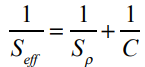 1/S_eff = 1/S_ρ + 1/C